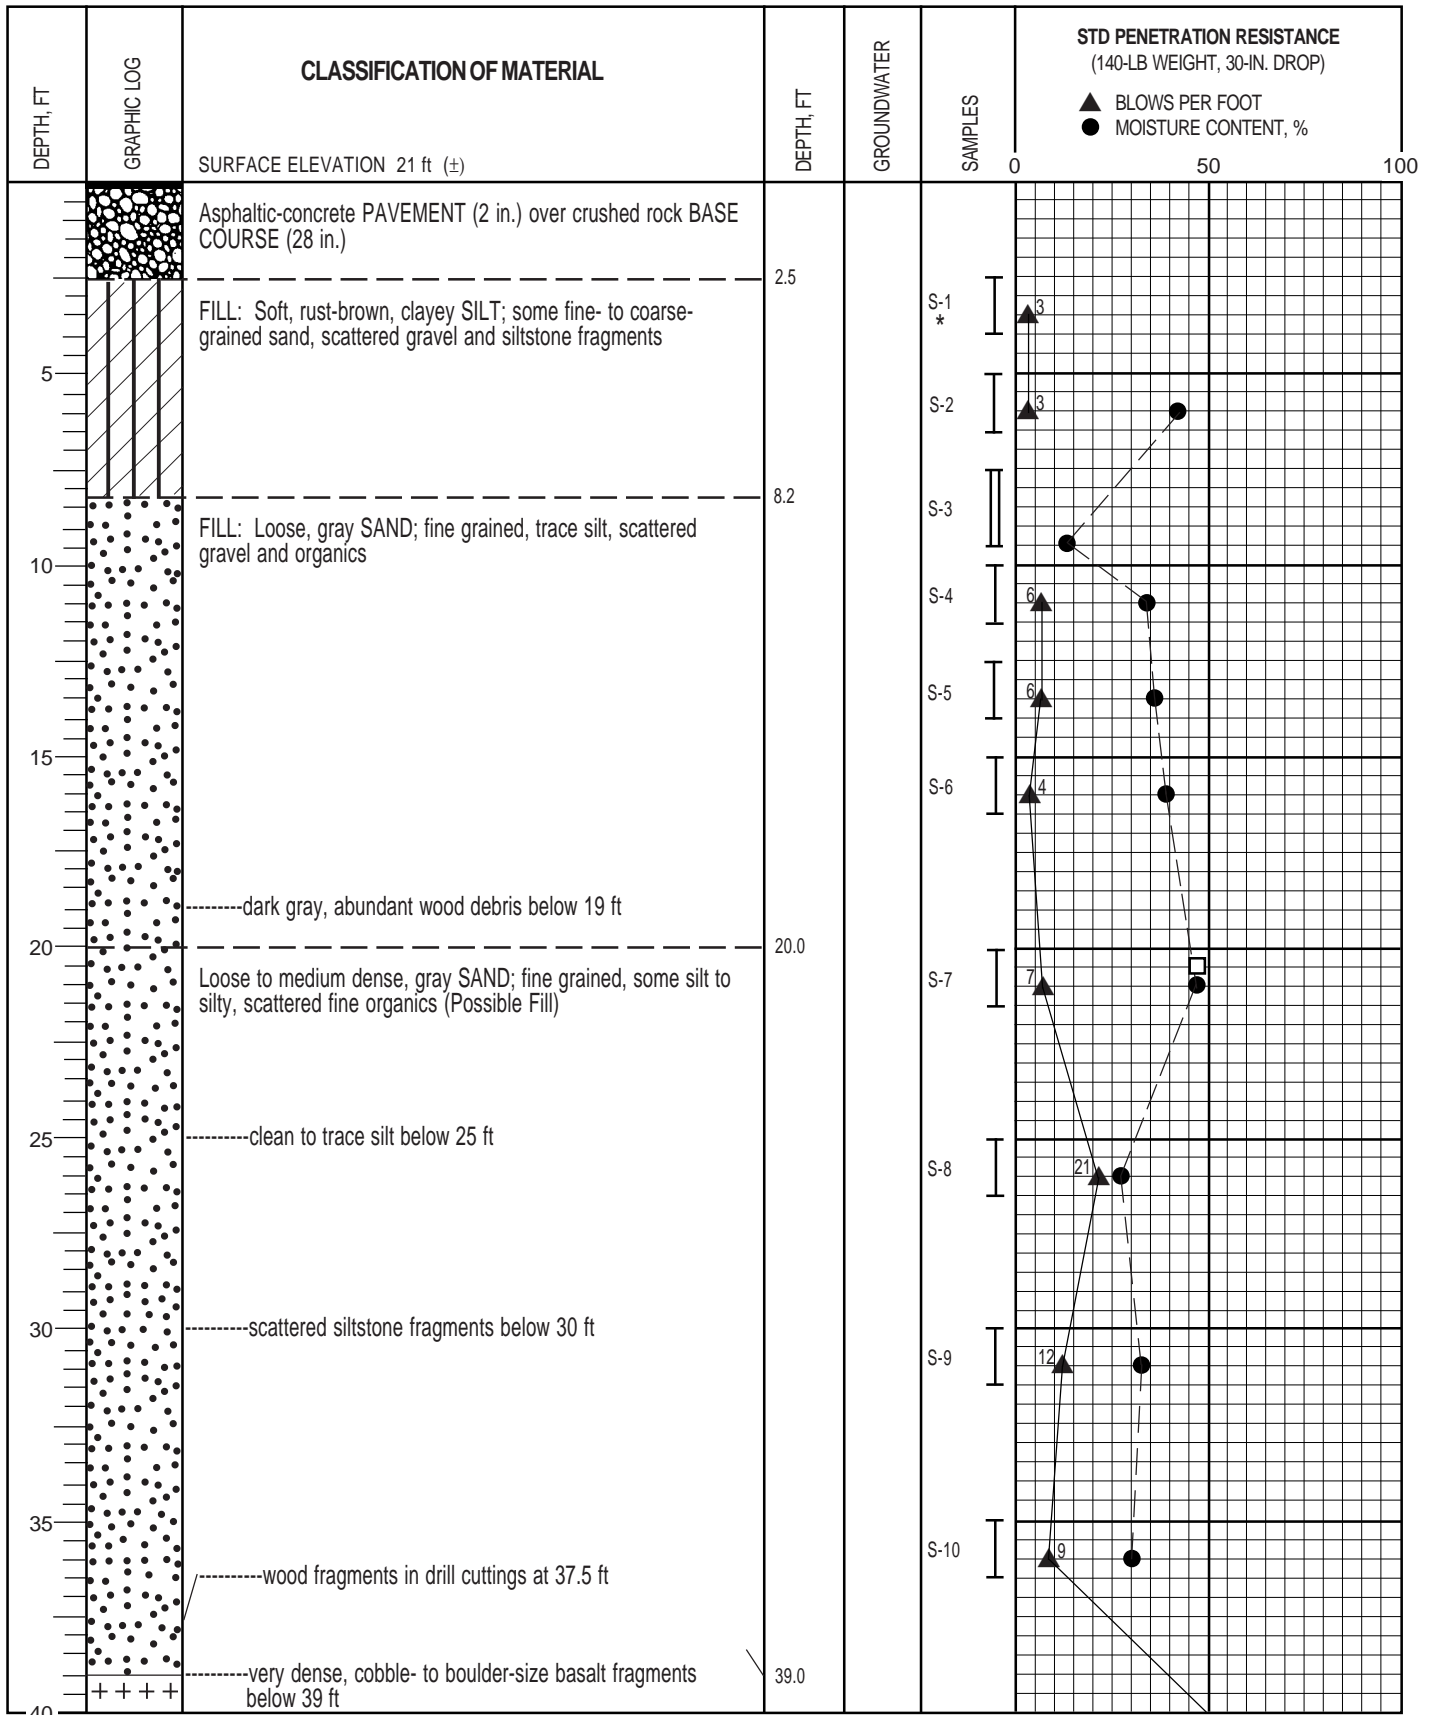 DEPTH, FT
GRAPHIC LOG
CLASSIFICATION OF MATERIAL
SURFACE ELEVATION 21 ft (±)
DEPTH, FT
GROUNDWATER
SAMPLES
STD PENETRATION RESISTANCE
(140-LB WEIGHT, 30-IN. DROP)
▲ BLOWS PER FOOT
● MOISTURE CONTENT, %
0 50 100
Asphaltic-concrete PAVEMENT (2 in.) over crushed rock BASE
COURSE (28 in.)
2.5
S-1
*
3
FILL: Soft, rust-brown, clayey SILT; some fine- to coarse-
grained sand, scattered gravel and siltstone fragments
5
S-2
3
8.2
S-3
FILL: Loose, gray SAND; fine grained, trace silt, scattered
gravel and organics
10
S-4
6
S-5
6
15
S-6
4
---------dark gray, abundant wood debris below 19 ft
20
20.0
Loose to medium dense, gray SAND; fine grained, some silt to
silty, scattered fine organics (Possible Fill)
S-7
7
25
----------clean to trace silt below 25 ft
S-8
21
30
----------scattered siltstone fragments below 30 ft
S-9
12
35
S-10
9
----------wood fragments in drill cuttings at 37.5 ft
----------very dense, cobble- to boulder-size basalt fragments
below 39 ft
39.0
40